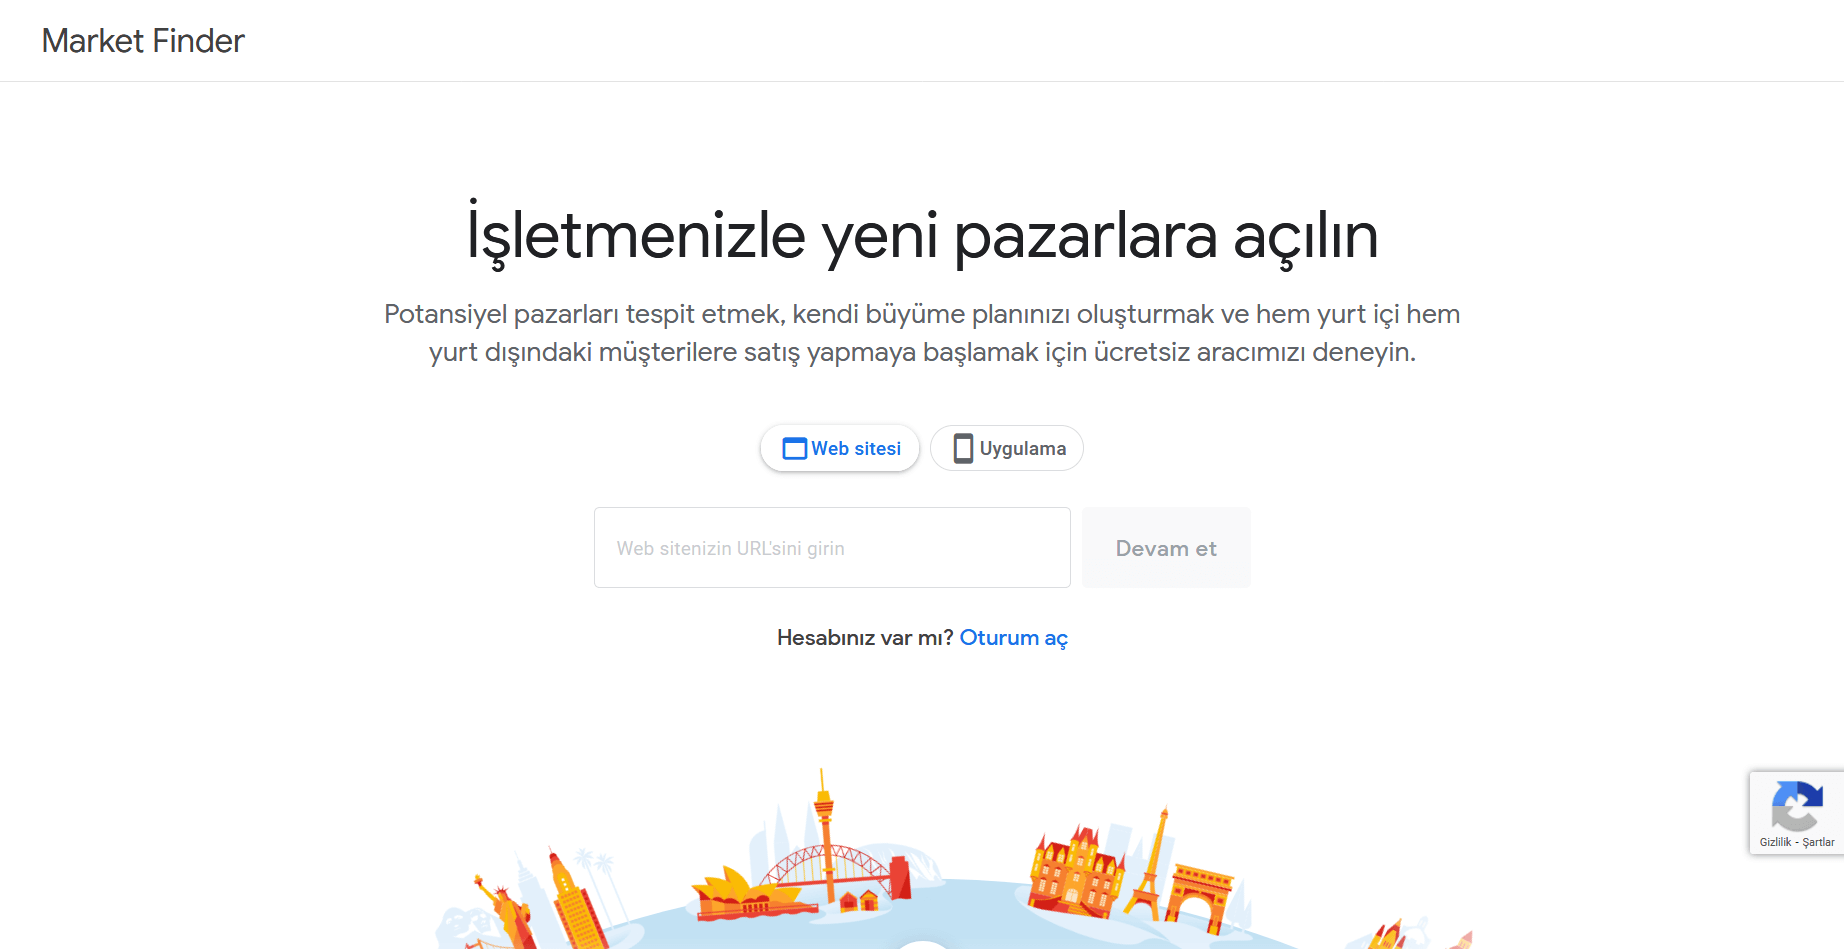 Market Finder
İşletmenizle yeni pazarlara açılın
Potansiyel pazarları tespit etmek, kendi büyüme planınızı oluşturmak ve hem yurt içi hem
yurt dışındaki müşterilere satış yapmaya başlamak için ücretsiz aracımızı deneyin.
Web sitesi
Uygulama
Web sitenizin URL'sini girin
Devam et
Hesabınız var mı? Oturum aç
Gizlilik - Şartlar